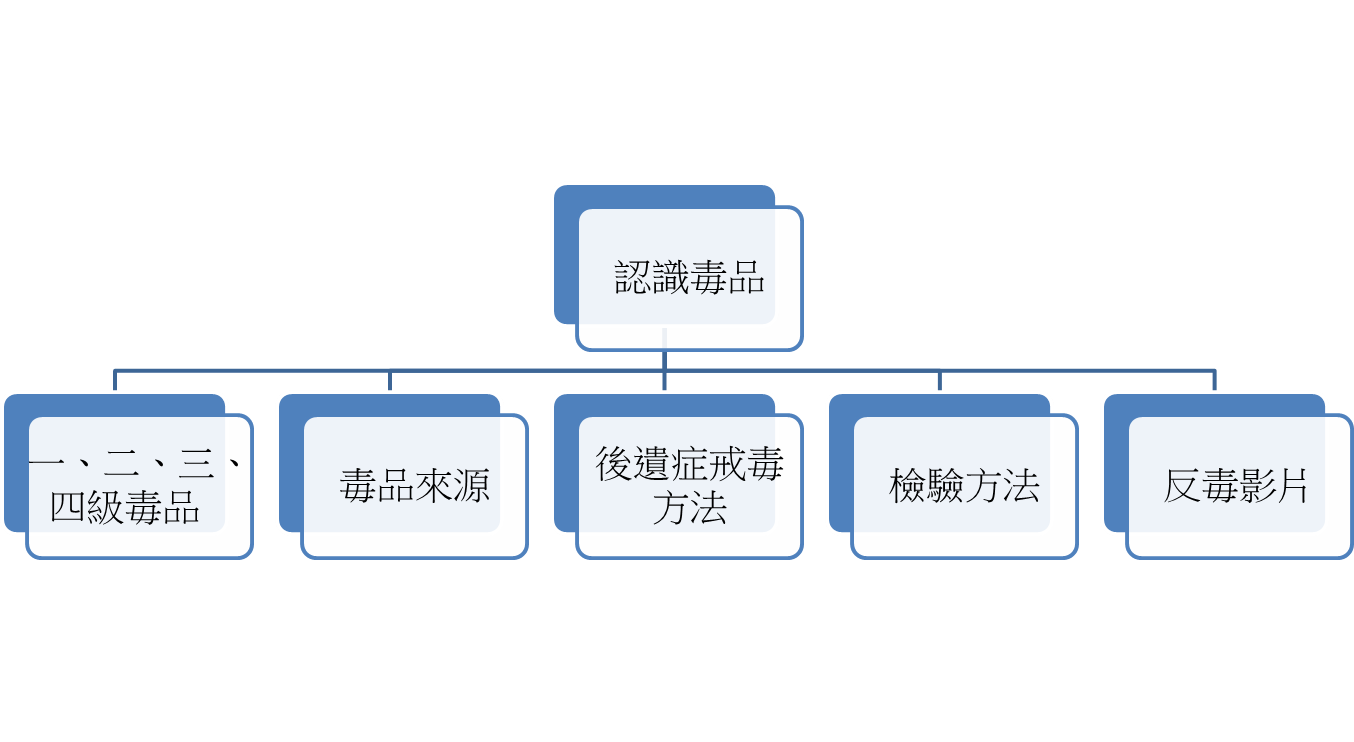 認識毒品
一、二、三、
四級毒品
毒品來源
後遺症戒毒
方法
檢驗方法
反毒影片